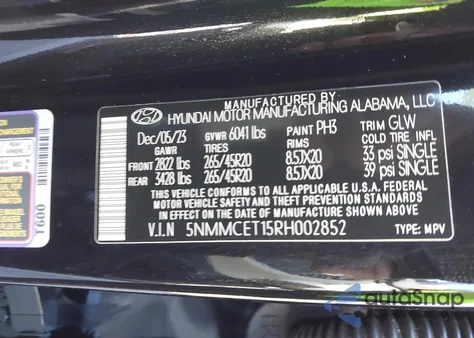 MANUFACTURED BY
HYUNDAI MOTOR MANUFACTURING ALABAMA, LLC
Dec/05/23 GVWR 6041 lbs PAINT PH3 TRIM GLW
GAWR TIRES RIMS COLD TIRE INFL
FRONT 2822 lbs 265/45R20 8.5JX20 33 psi SINGLE
REAR 3428 lbs 265/45R20 8.5JX20 39 psi SINGLE
THIS VEHICLE CONFORMS TO ALL APPLICABLE U.S.A. FEDERAL
MOTOR VEHICLE SAFETY AND THEFT PREVENTION STANDARDS
IN EFFECT ON THE DATE OF MANUFACTURE SHOWN ABOVE.
V.I.N 5NMMCET15RH002852 TYPE: MPV
1600
autoSnap